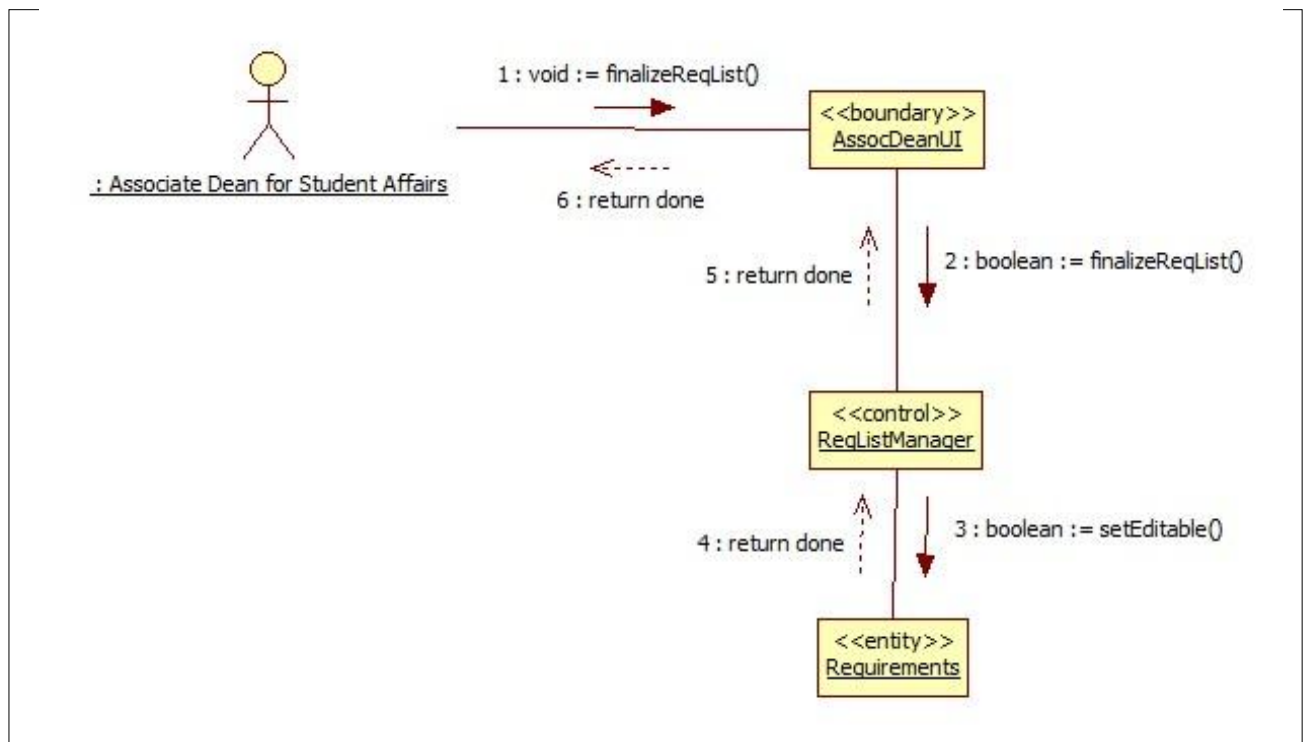 1 : void := finalizeReqList()
<<boundary>>
AssocDeanUI
: Associate Dean for Student Affairs
6 : return done
5 : return done
2 : boolean := finalizeReqList()
<<control>>
ReqListManager
4 : return done
3 : boolean := setEditable()
<<entity>>
Requirements